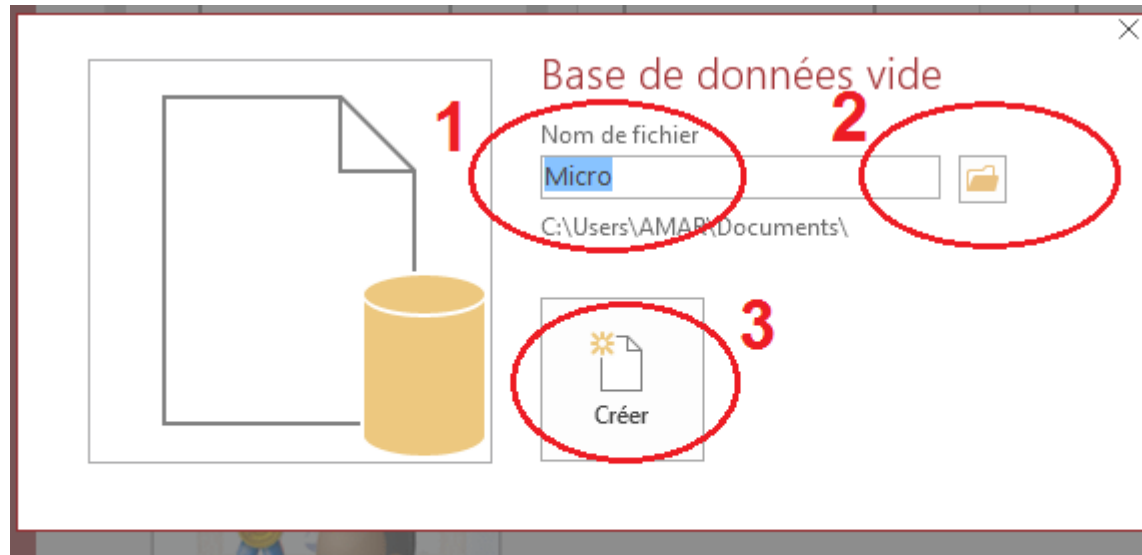 Base de données vide
1
2
Nom de fichier
Micro
C:\Users\AMAR\Documents\
3
Créer